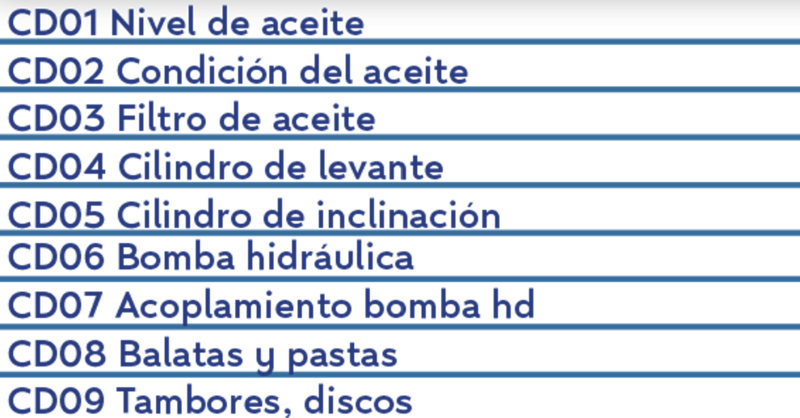 CD01 Nivel de aceite
CD02 Condición del aceite
CD03 Filtro de aceite
CD04 Cilindro de levante
CD05 Cilindro de inclinación
CD06 Bomba hidráulica
CD07 Acoplamiento bomba hd
CD08 Balatas y pastas
CD09 Tambores, discos